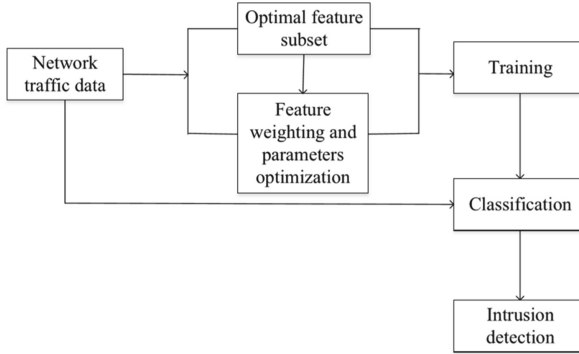 Optimal feature
subset
Network
traffic data
Training
Feature
weighting and
parameters
optimization
Classification
Intrusion
detection